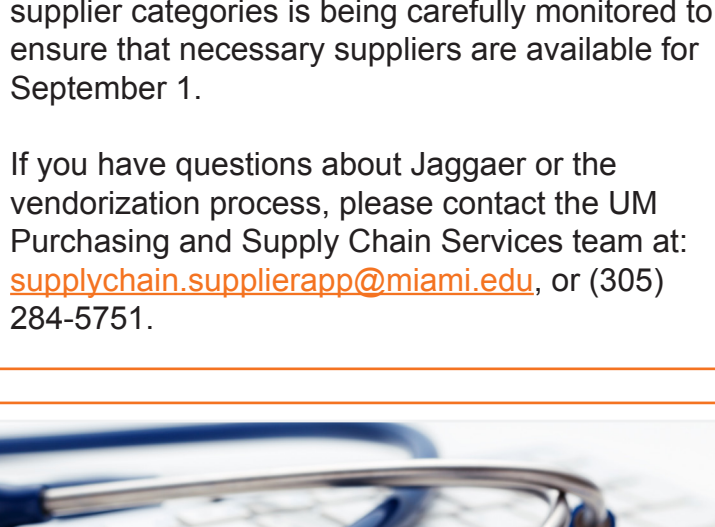 supplier categories is being carefully monitored to
ensure that necessary suppliers are available for
September 1.
If you have questions about Jaggaer or the
vendorization process, please contact the UM
Purchasing and Supply Chain Services team at:
supplychain.supplierapp@miami.edu, or (305)
284-5751.